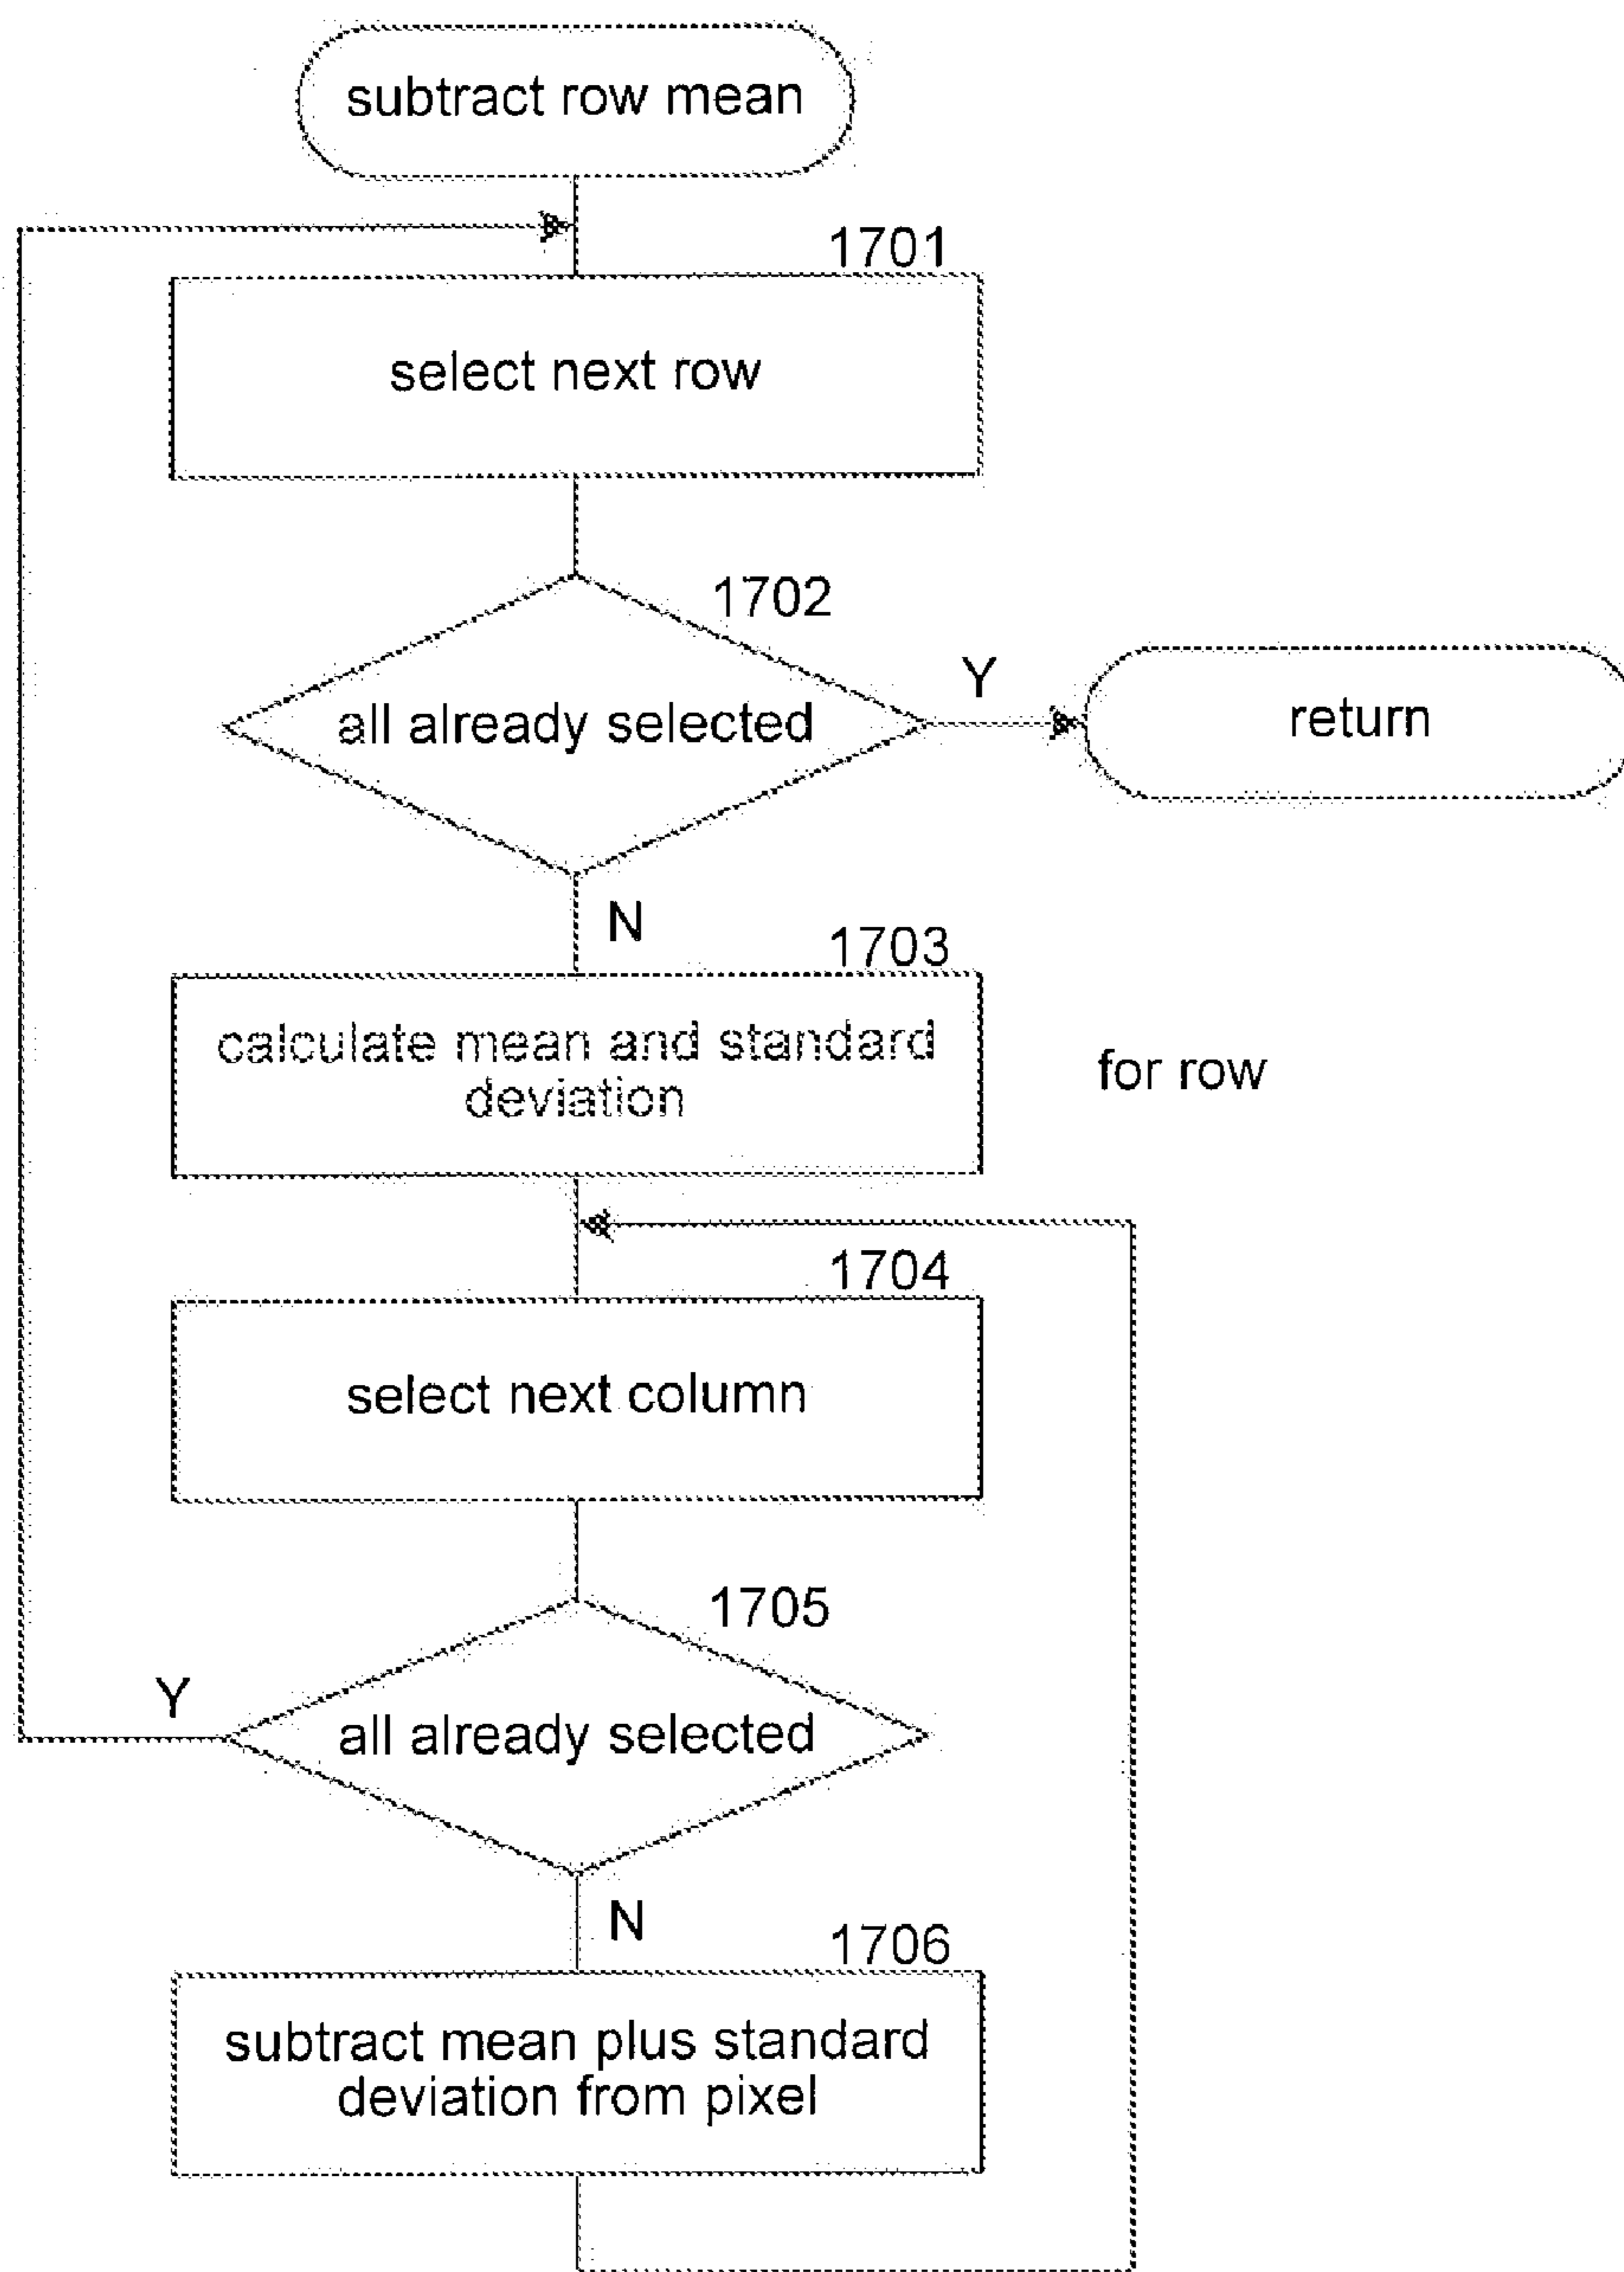 subtract row mean
1701
select next row
1702
all already selected
Y
return
N
1703
calculate mean and standard
deviation
for row
1704
select next column
1705
Y
all already selected
N
1706
subtract mean plus standard
deviation from pixel